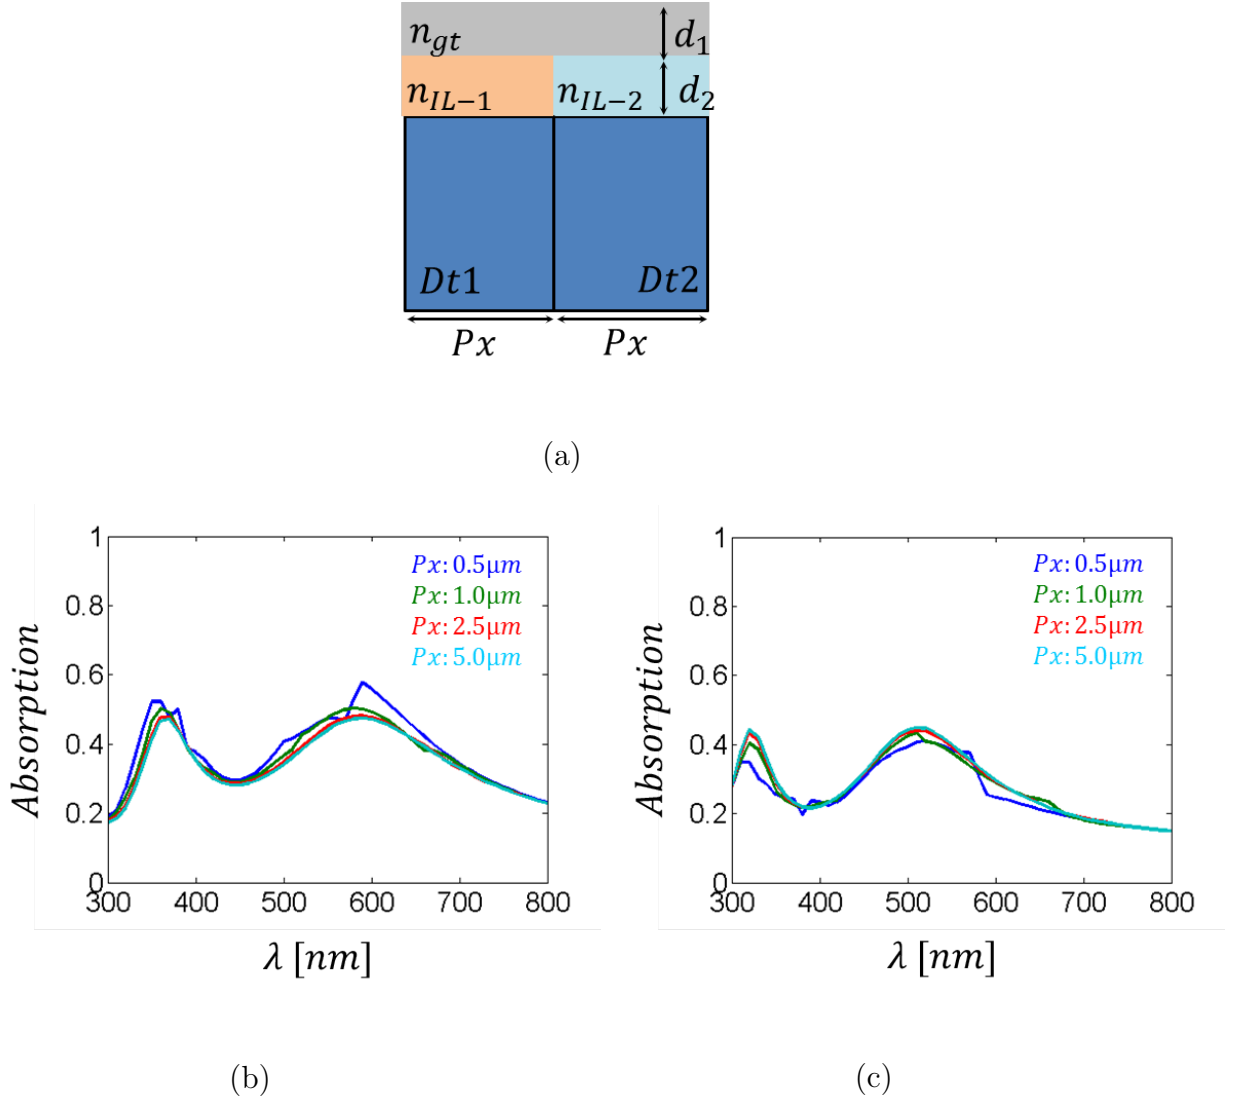 n_gt d_1
n_IL−1 n_IL−2 d_2
Dt1 Dt2
Px Px
(a)
Absorption
1
0.8
0.6
0.4
0.2
0
Px: 0.5μm
Px: 1.0μm
Px: 2.5μm
Px: 5.0μm
300 400 500 600 700 800
λ [nm]
(b)
Absorption
1
0.8
0.6
0.4
0.2
0
Px: 0.5μm
Px: 1.0μm
Px: 2.5μm
Px: 5.0μm
300 400 500 600 700 800
λ [nm]
(c)